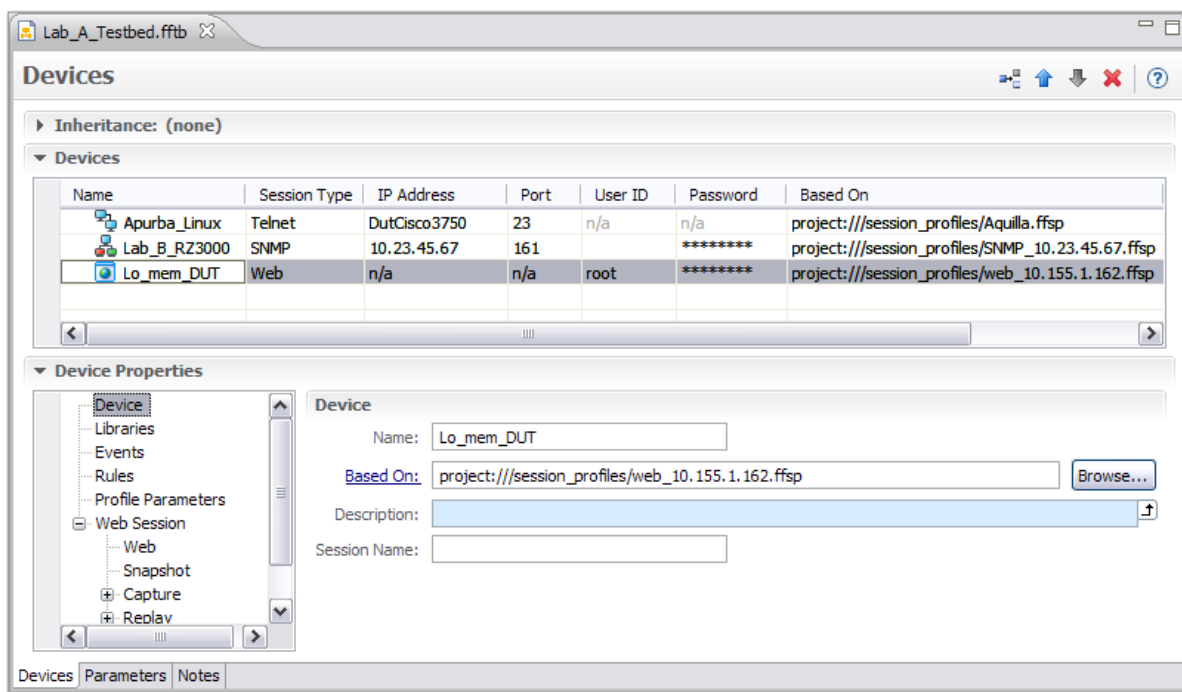 Lab_A_Testbed.fftb
Devices
Inheritance: (none)
Devices
Name Session Type IP Address Port User ID Password Based On
Apurba_Linux Telnet DutCisco3750 23 n/a n/a project:///session_profiles/Aquilla.ffsp
Lab_B_RZ3000 SNMP 10.23.45.67 161 ******** project:///session_profiles/SNMP_10.23.45.67.ffsp
Lo_mem_DUT Web n/a n/a root ******** project:///session_profiles/web_10.155.1.162.ffsp
Device Properties
Device
Libraries
Events
Rules
Profile Parameters
Web Session
Web
Snapshot
Capture
Replay
Device
Name: Lo_mem_DUT
Based On: project:///session_profiles/web_10.155.1.162.ffsp Browse...
Description:
Session Name:
Devices Parameters Notes